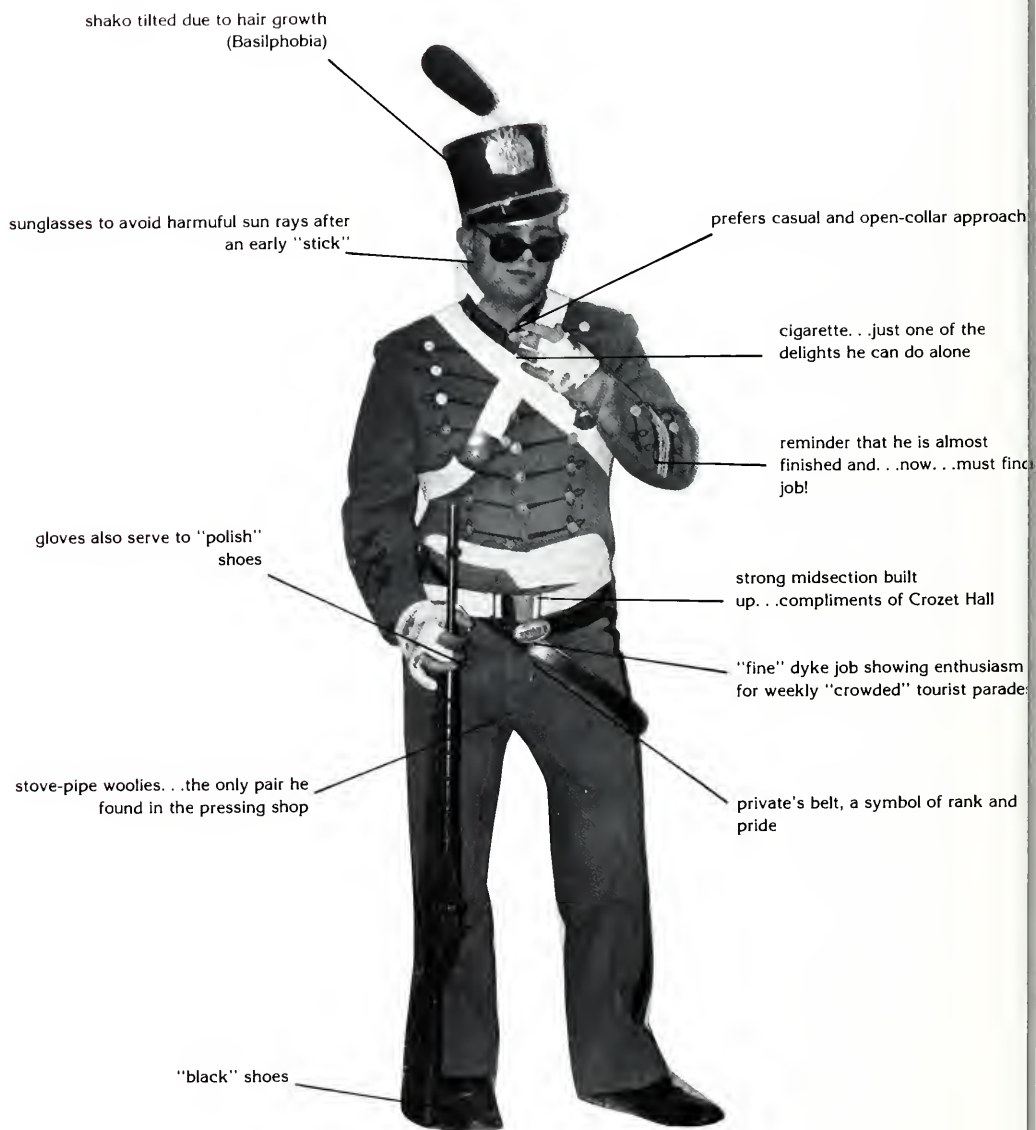 shako tilted due to hair growth
(Basilphobia)
sunglasses to avoid harmuful sun rays after
an early "stick"
prefers casual and open-collar approach
cigarette. . .just one of the
delights he can do alone
reminder that he is almost
finished and. . .now. . .must find
job!
gloves also serve to "polish"
shoes
strong midsection built
up. . .compliments of Crozet Hall
"fine" dyke job showing enthusiasm
for weekly "crowded" tourist parade
stove-pipe woolies. . .the only pair he
found in the pressing shop
private's belt, a symbol of rank and
pride
"black" shoes